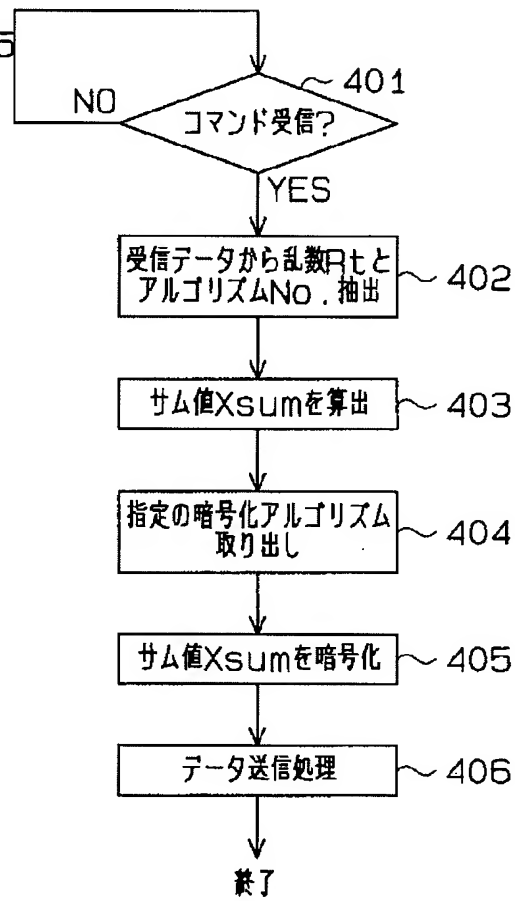 5
401
コマンド受信?
NO
YES
受信データから乱数Rtと
アルゴリズムNo.抽出
402
サム値Xsumを算出
403
指定の暗号化アルゴリズム
取り出し
404
サム値Xsumを暗号化
405
データ送信処理
406
終了